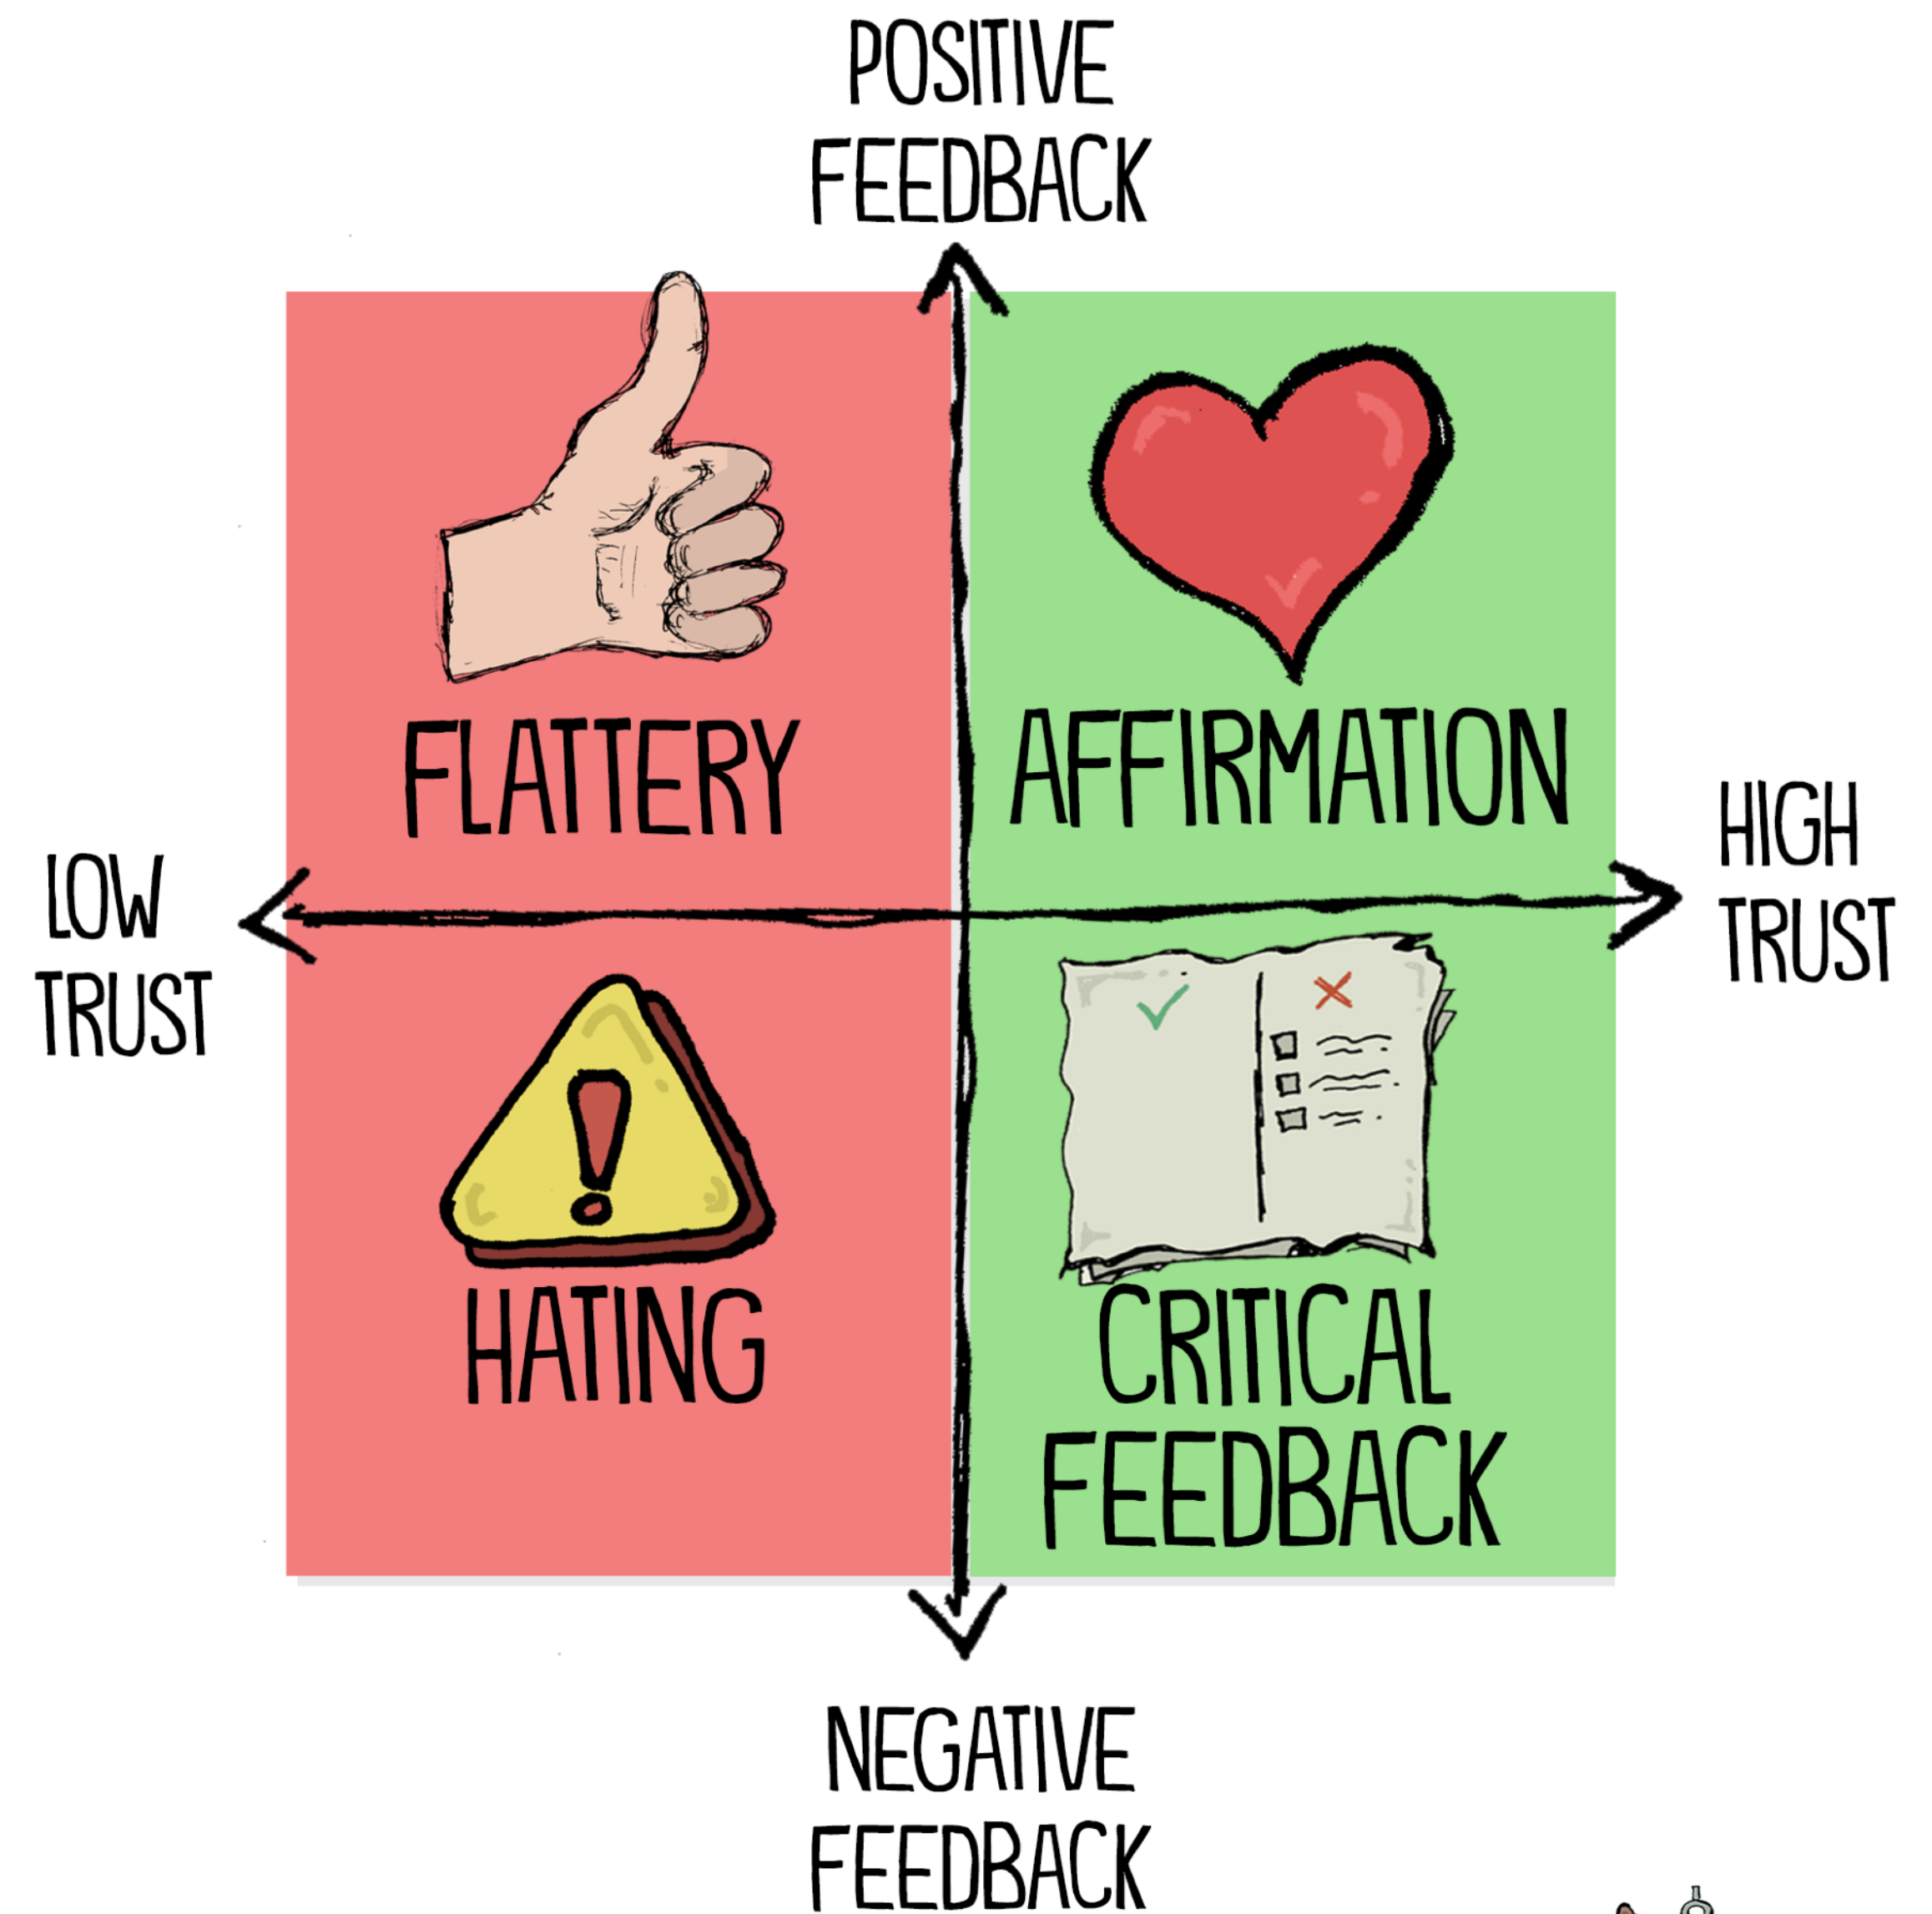 POSITIVE
FEEDBACK
FLATTERY
AFFIRMATION
LOW
TRUST
HIGH
TRUST
HATING
CRITICAL
FEEDBACK
NEGATIVE
FEEDBACK